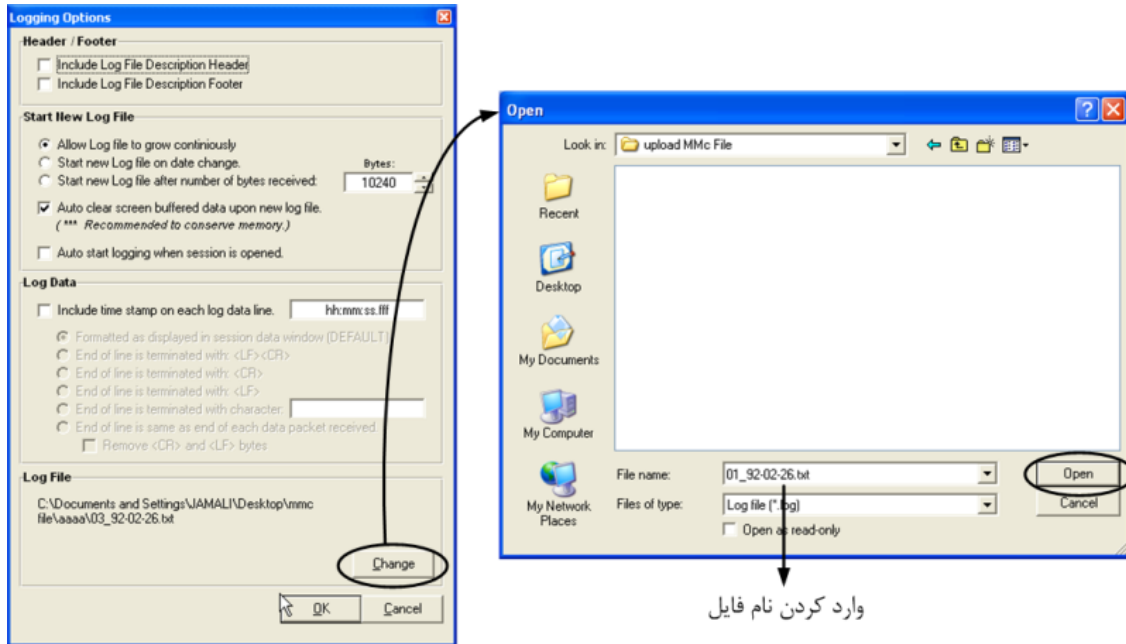 Logging Options
Header / Footer
Include Log File Description Header
Include Log File Description Footer
Start New Log File
Allow Log file to grow continiously
Start new Log file on date change.
Bytes:
Start new Log file after number of bytes received:
10240
Auto clear screen buffered data upon new log file.
( *** Recommended to conserve memory.)
Auto start logging when session is opened.
Log Data
Include time stamp on each log data line.
hh:mm:ss.fff
Formatted as displayed in session data window (DEFAULT)
End of line is terminated with: <LF><CR>
End of line is terminated with: <CR>
End of line is terminated with: <LF>
End of line is terminated with character:
End of line is same as end of each data packet received.
Remove <CR> and <LF> bytes
Log File
C:\Documents and Settings\JAMALI\Desktop\mmc
file\aaaa\03_92-02-26.txt
Change
OK
Cancel
Open
Look in:
upload MMc File
Recent
Desktop
My Documents
My Computer
My Network
Places
File name:
01_92-02-26.txt
Open
Files of type:
Log file (*.log)
Cancel
Open as read-only
وارد کردن نام فایل